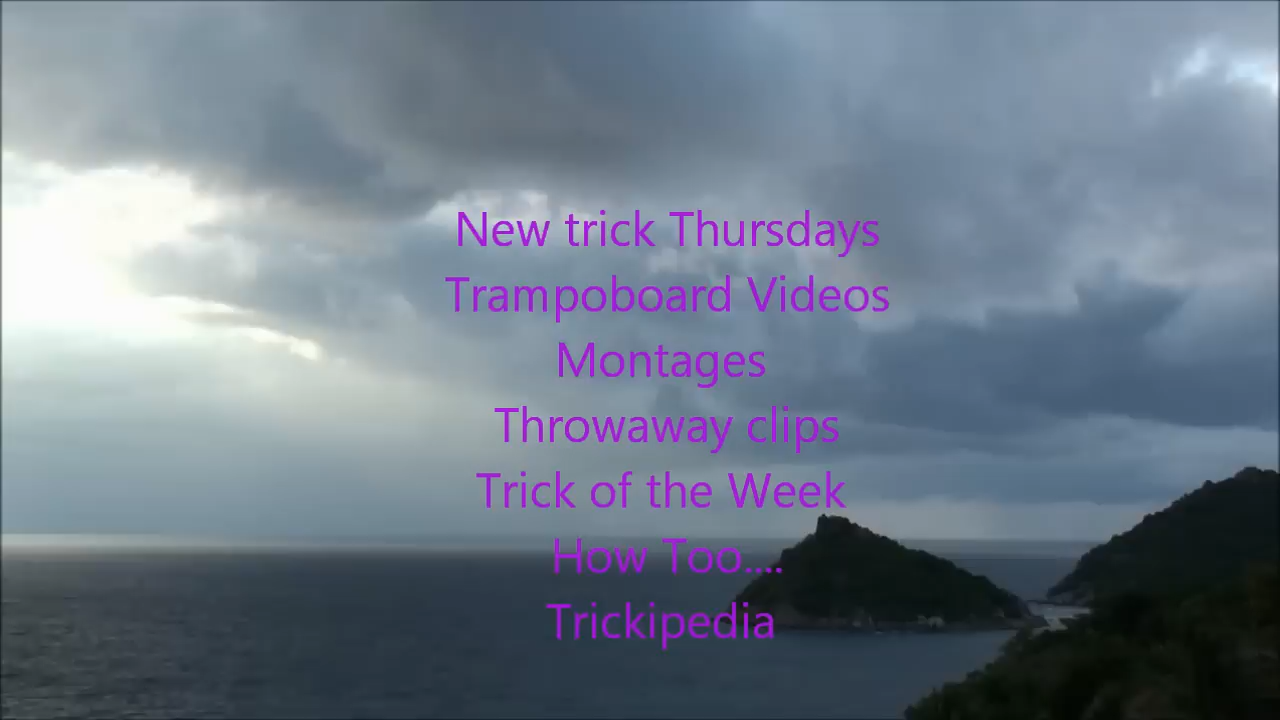 New trick Thursdays
Trampoboard Videos
Montages
Throwaway clips
Trick of the Week
How Too....
Trickipedia